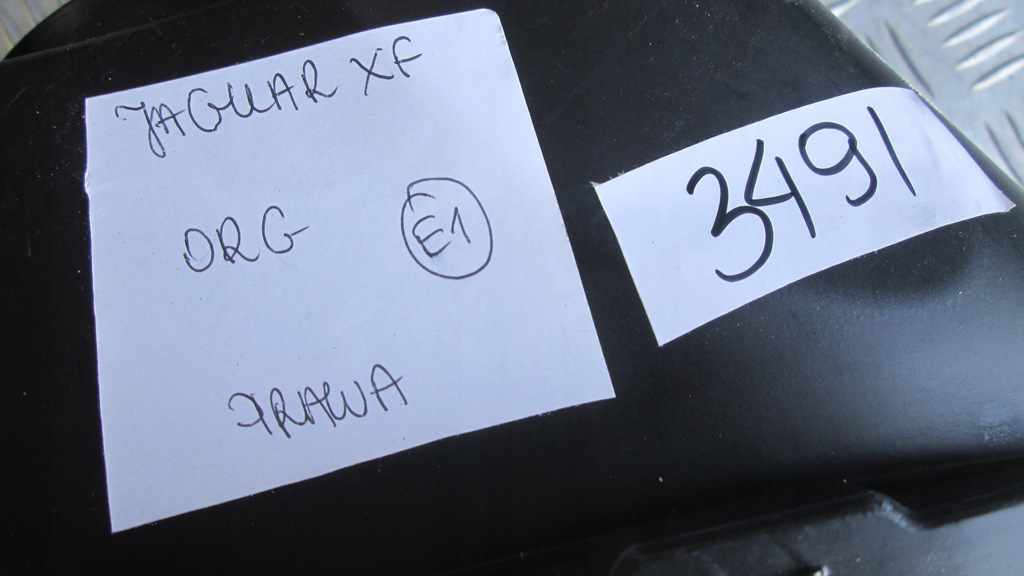 JAGUAR XF
ORG E1
PRAWA
3491